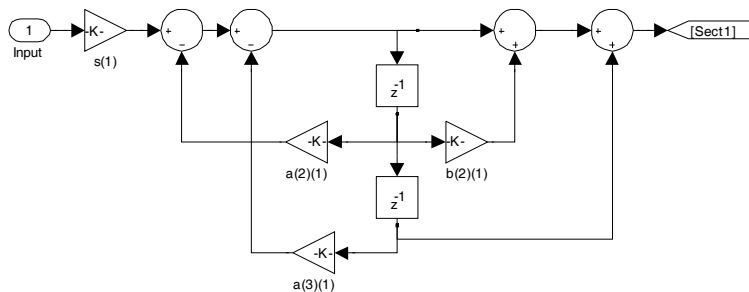 1
Input
-K-
s(1)
+
−
+
−
+
+
+
+
[Sect1]
z-1
-K-
a(2)(1)
-K-
b(2)(1)
z-1
-K-
a(3)(1)